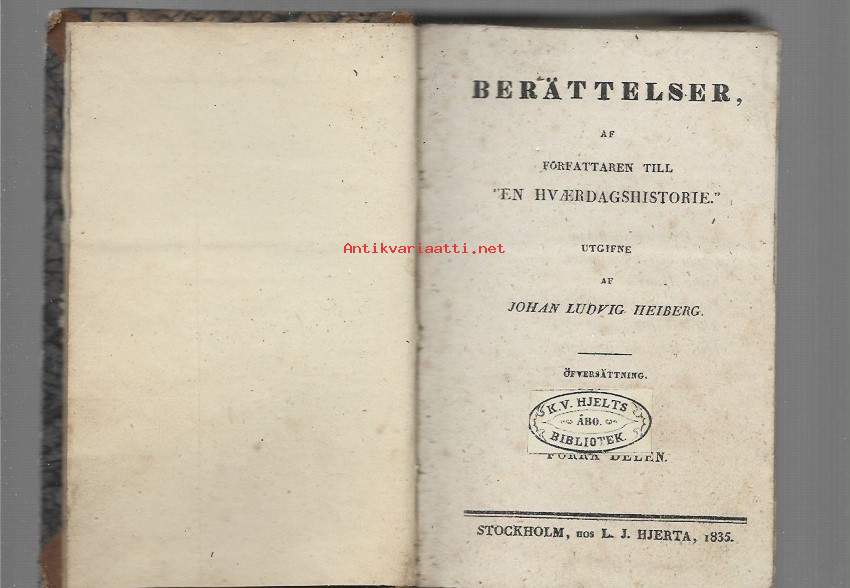 BERÄTTELSER,
AF
FÖRFATTAREN TILL
"EN HVÆRDAGSHISTORIE."
Antikvariaatti.net
UTGIFNE
AF
JOHAN LUDVIG HEIBERG.
ÖFVERSÄTTNING.
K.V. HJELTS
ÅBO.
BIBLIOTEK.
FÖRRA DELEN.
STOCKHOLM, HOS L. J. HJERTA, 1835.